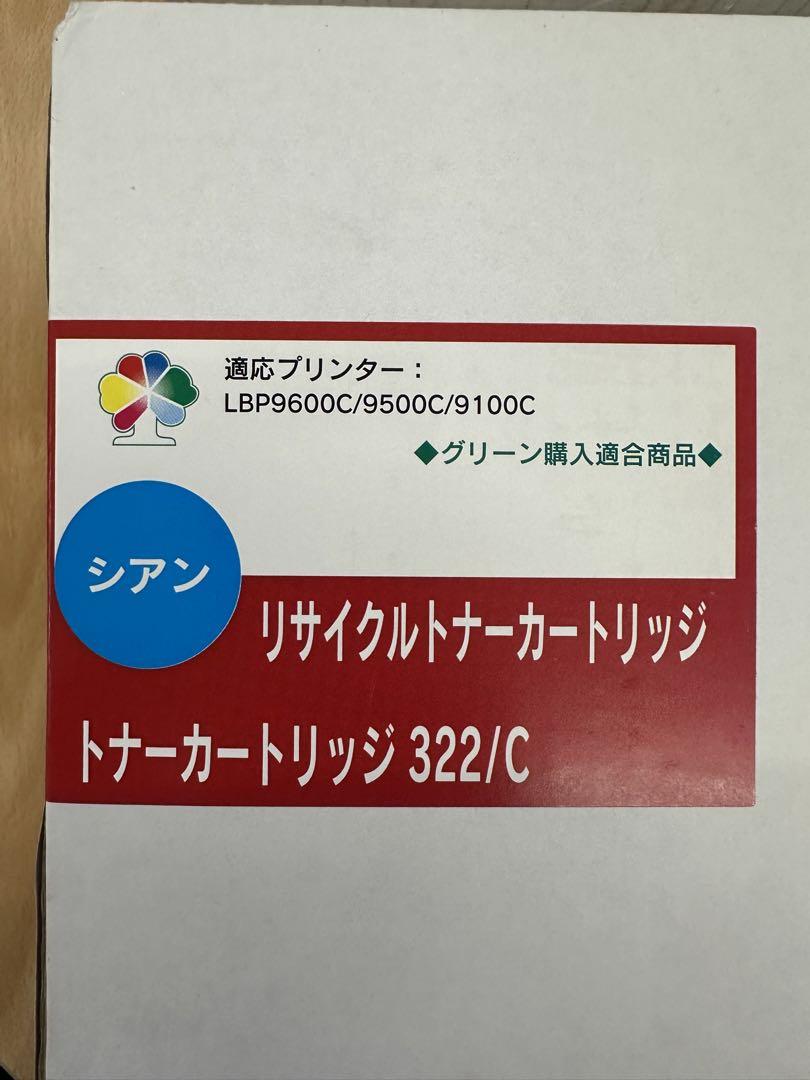 適応プリンター：
LBP9600C/9500C/9100C
◆グリーン購入適合商品◆
シアン
リサイクルトナーカートリッジ
トナーカートリッジ 322/C